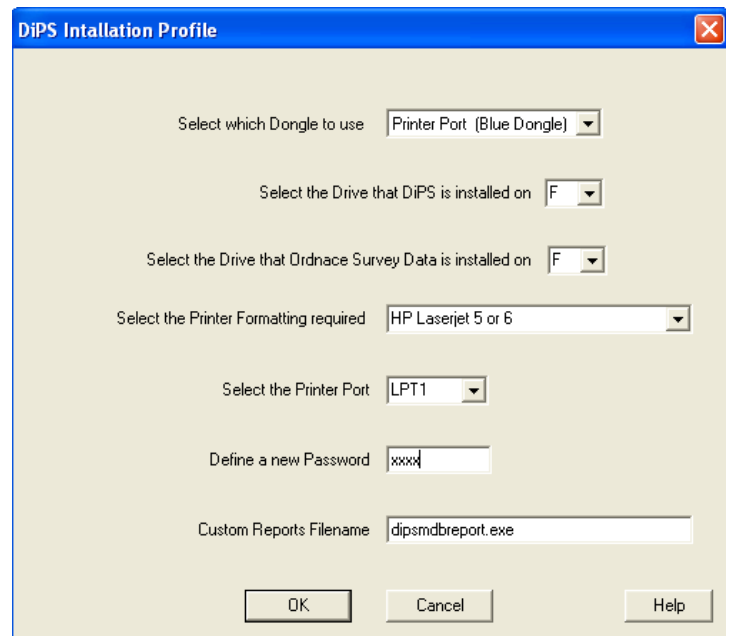 DiPS Intallation Profile
Select which Dongle to use Printer Port (Blue Dongle)
Select the Drive that DiPS is installed on F
Select the Drive that Ordnace Survey Data is installed on F
Select the Printer Formatting required HP Laserjet 5 or 6
Select the Printer Port LPT1
Define a new Password xxxx
Custom Reports Filename dipsmdbreport.exe
OK Cancel Help